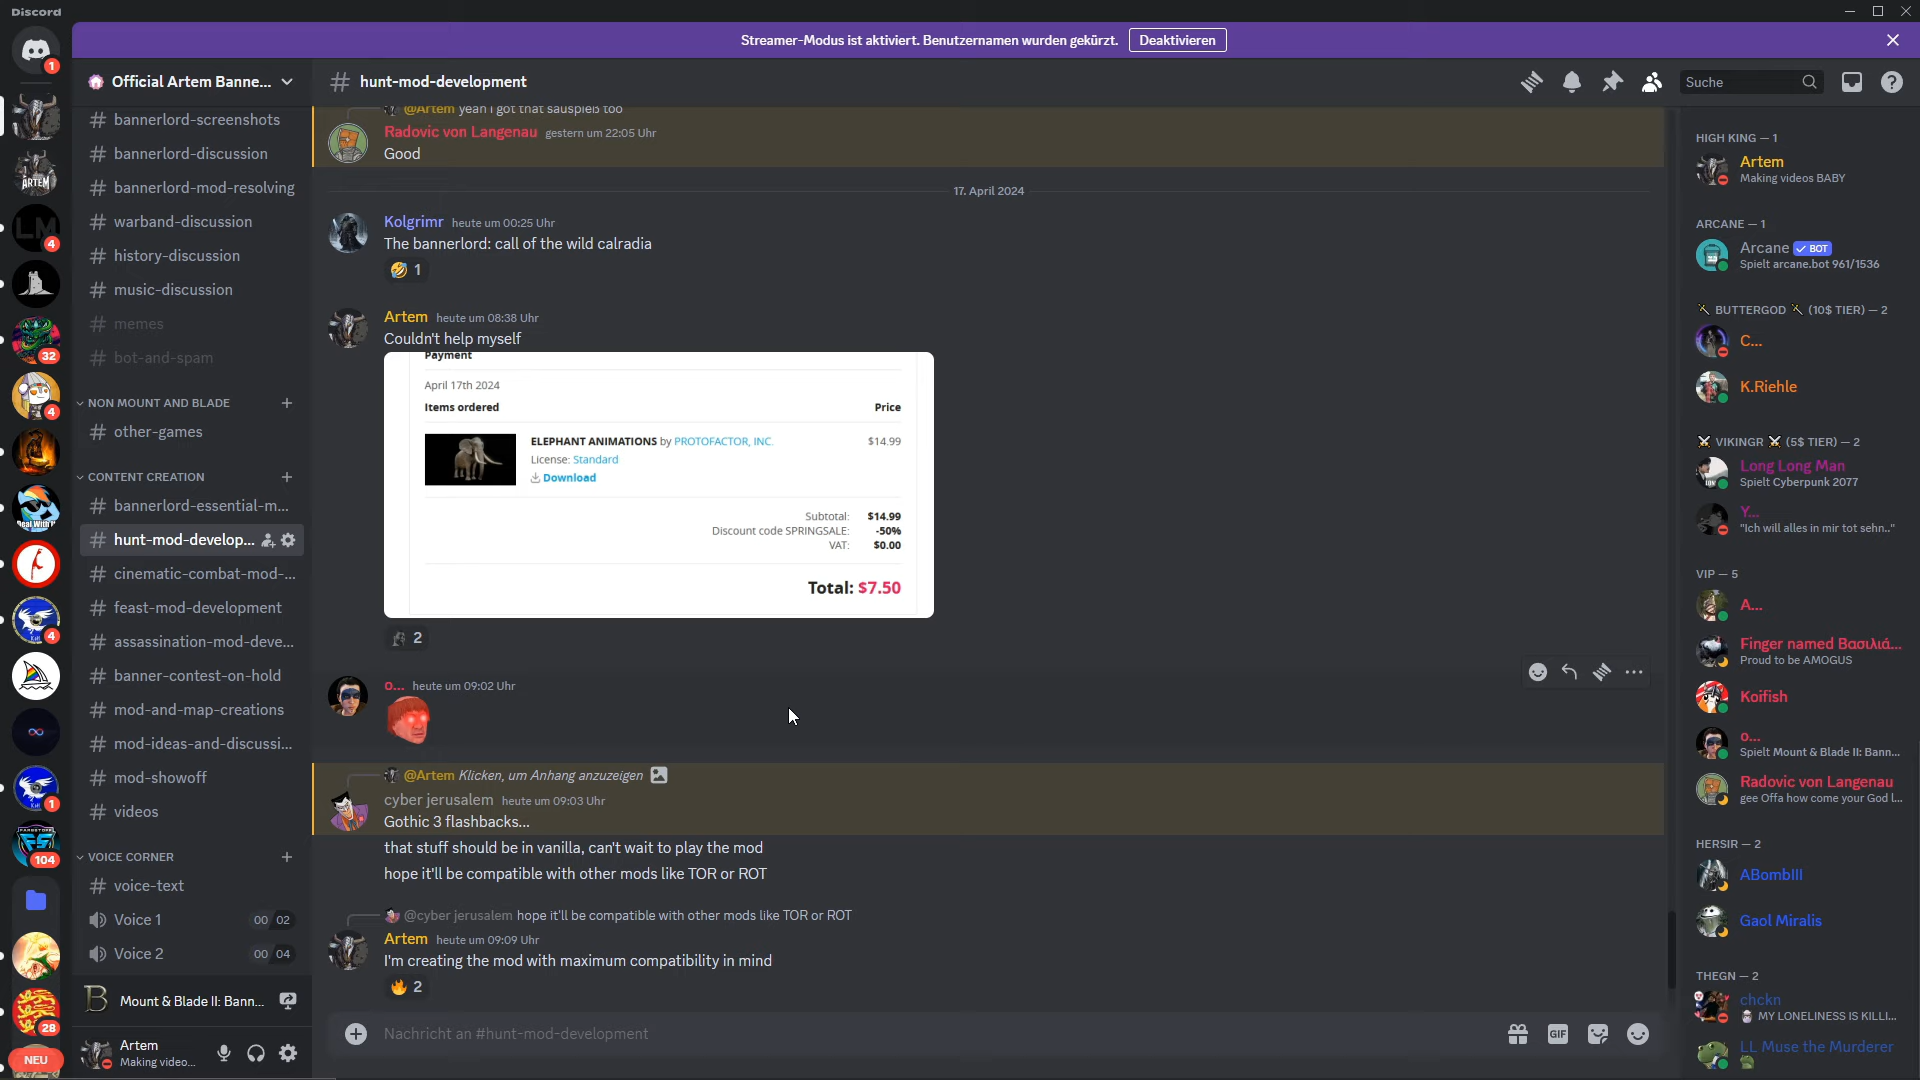 Discord
Streamer-Modus ist aktiviert. Benutzernamen wurden gekürzt.
Deaktivieren
1
ARTEM
LM
4
32
4
Deal With it
4
1
104
28
NEU
Official Artem Banne...
bannerlord-screenshots
bannerlord-discussion
bannerlord-mod-resolving
warband-discussion
history-discussion
music-discussion
memes
bot-and-spam
NON MOUNT AND BLADE
other-games
CONTENT CREATION
bannerlord-essential-m...
hunt-mod-develop...
cinematic-combat-mod-...
feast-mod-development
assassination-mod-deve...
banner-contest-on-hold
mod-and-map-creations
mod-ideas-and-discussi...
mod-showoff
videos
VOICE CORNER
voice-text
Voice 1 00 02
Voice 2 00 04
Mount & Blade II: Bann...
Artem
Making video...
hunt-mod-development
Suche
@Artem yeah i got that sauspieß too
Radovic von Langenau gestern um 22:05 Uhr
Good
17. April 2024
Kolgrimr heute um 00:25 Uhr
The bannerlord: call of the wild calradia
1
Artem heute um 08:38 Uhr
Couldn't help myself
Payment
April 17th 2024
Items ordered Price
ELEPHANT ANIMATIONS by PROTOFACTOR, INC. $14.99
License: Standard
Download
Subtotal: $14.99
Discount code SPRINGSALE: -50%
VAT: $0.00
Total: $7.50
2
o... heute um 09:02 Uhr
@Artem Klicken, um Anhang anzuzeigen
cyber jerusalem heute um 09:03 Uhr
Gothic 3 flashbacks...
that stuff should be in vanilla, can't wait to play the mod
hope it'll be compatible with other mods like TOR or ROT
@cyber jerusalem hope it'll be compatible with other mods like TOR or ROT
Artem heute um 09:09 Uhr
I'm creating the mod with maximum compatibility in mind
2
Nachricht an #hunt-mod-development
GIF
HIGH KING — 1
Artem
Making videos BABY
ARCANE — 1
Arcane BOT
Spielt arcane.bot 961/1536
BUTTERGOD (10$ TIER) — 2
C...
K.Riehle
VIKINGR (5$ TIER) — 2
Long Long Man
Spielt Cyberpunk 2077
Y...
"Ich will alles in mir tot sehn.."
VIP — 5
A...
Finger named Βασιλιά...
Proud to be AMOGUS
Koifish
o...
Spielt Mount & Blade II: Bann...
Radovic von Langenau
gee Offa how come your God l...
HERSIR — 2
ABombIII
Gaol Miralis
THEGN — 2
chckn
MY LONELINESS IS KILLI...
LL Muse the Murderer